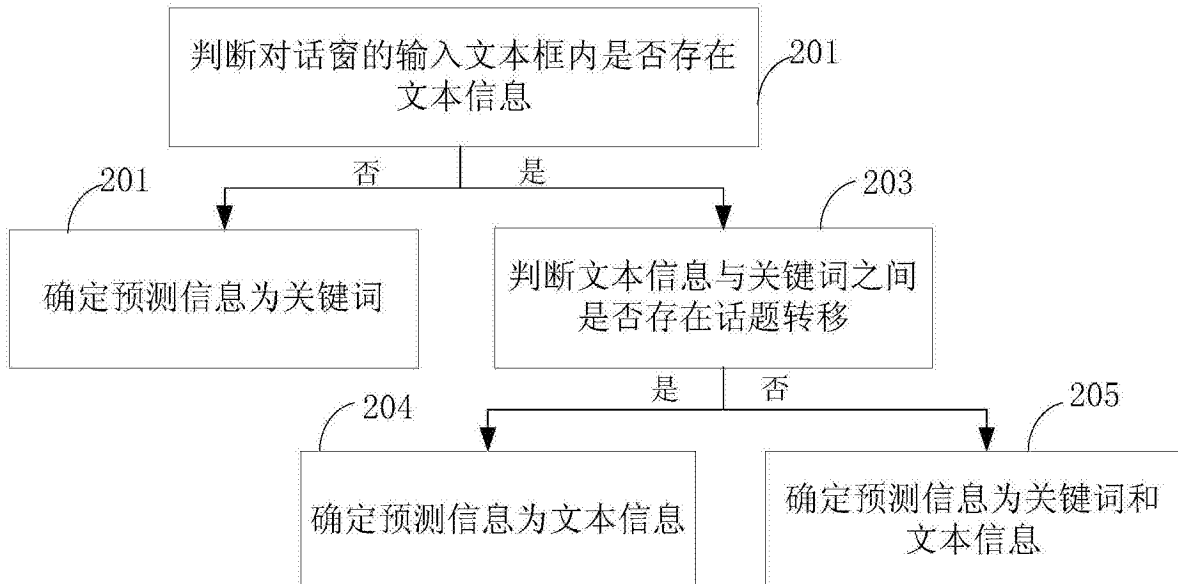 判断对话窗的输入文本框内是否存在
文本信息
201
否
是
201
203
确定预测信息为关键词
判断文本信息与关键词之间
是否存在话题转移
是
否
204
205
确定预测信息为文本信息
确定预测信息为关键词和
文本信息